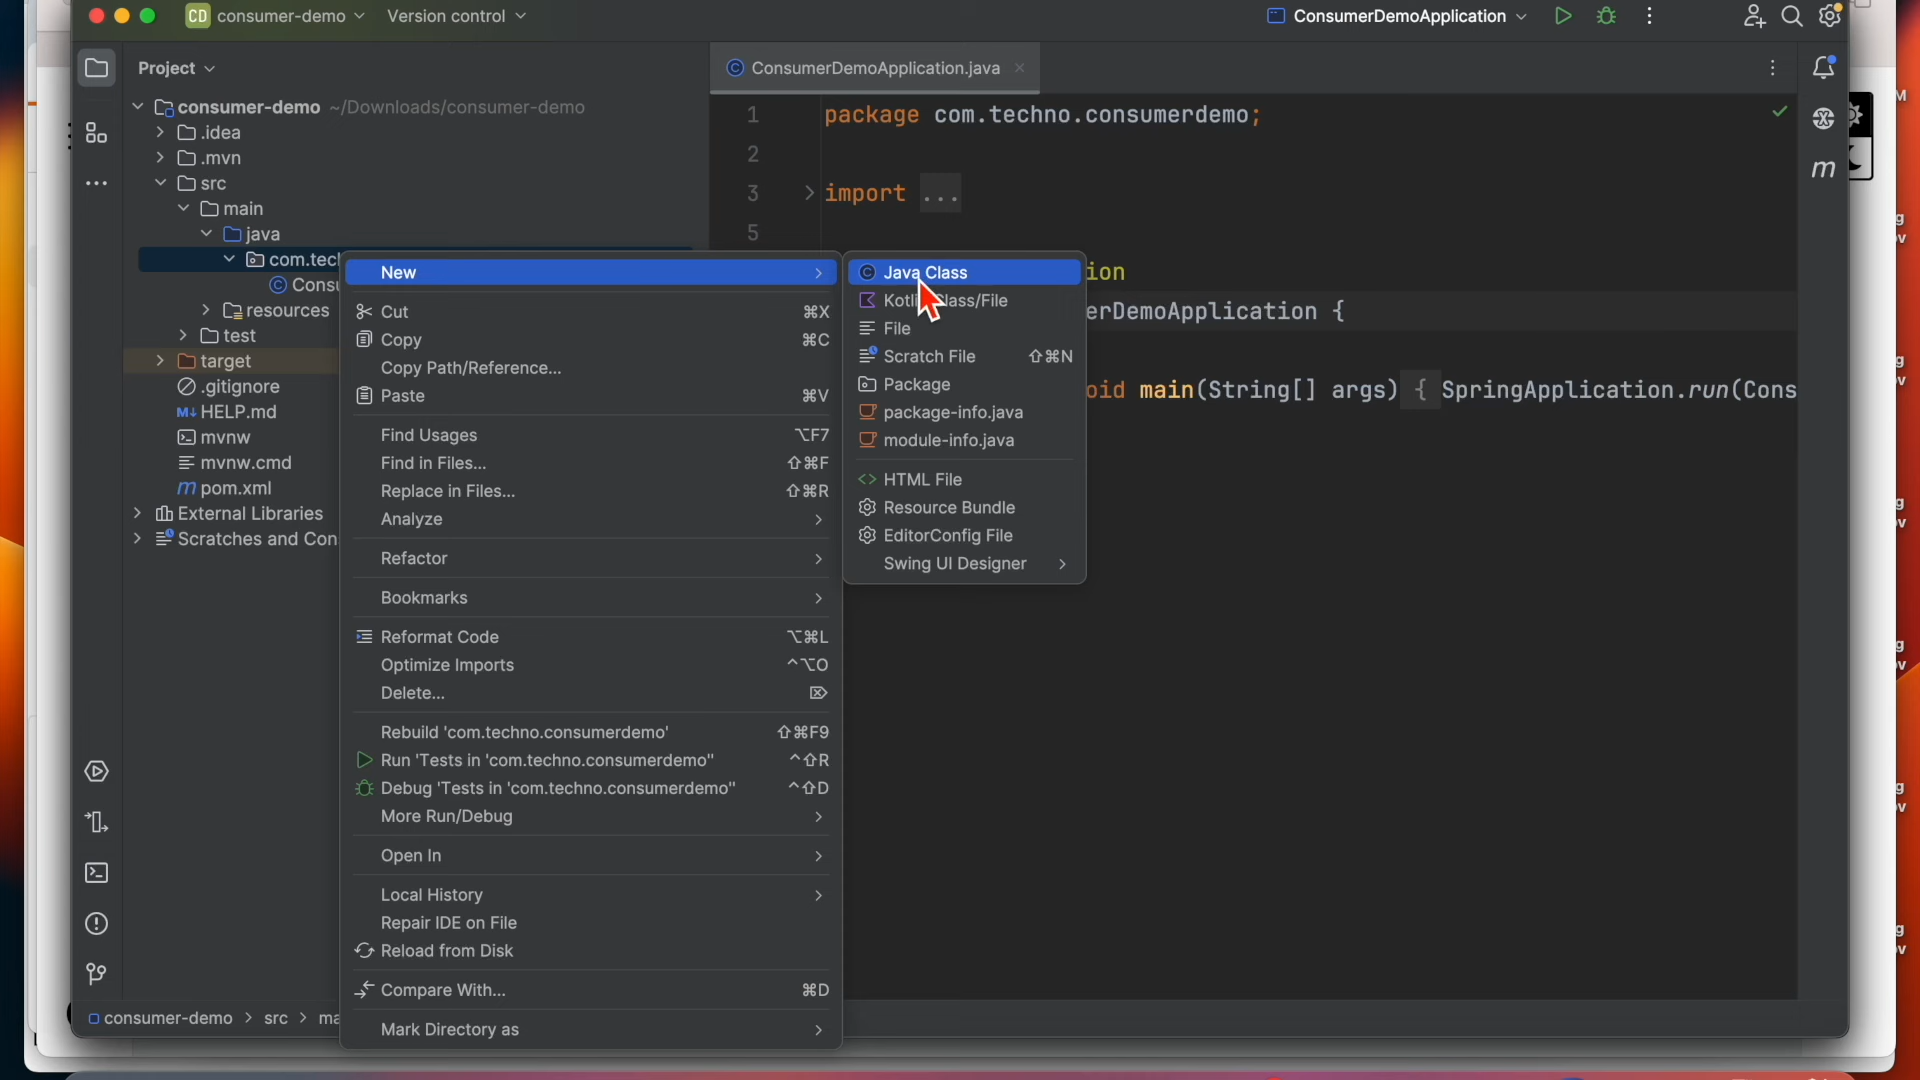 CD consumer-demo Version control ConsumerDemoApplication
Project
ConsumerDemoApplication.java
consumer-demo ~/Downloads/consumer-demo
.idea
.mvn
src
main
java
com.tech
Consu
resources
test
target
.gitignore
M↓ HELP.md
mvnw
mvnw.cmd
m pom.xml
External Libraries
Scratches and Con
1 package com.techno.consumerdemo;
2
3 import ...
5
ion
erDemoApplication {
oid main(String[] args) { SpringApplication.run(Cons
m
New
Cut ⌘X
Copy ⌘C
Copy Path/Reference...
Paste ⌘V
Find Usages ⌥F7
Find in Files... ⇧⌘F
Replace in Files... ⇧⌘R
Analyze
Refactor
Bookmarks
Reformat Code ⌥⌘L
Optimize Imports ^⌥O
Delete... ⌦
Rebuild 'com.techno.consumerdemo' ⇧⌘F9
Run 'Tests in 'com.techno.consumerdemo'' ^⇧R
Debug 'Tests in 'com.techno.consumerdemo'' ^⇧D
More Run/Debug
Open In
Local History
Repair IDE on File
Reload from Disk
Compare With... ⌘D
Mark Directory as
Java Class
Kotlin Class/File
File
Scratch File ⇧⌘N
Package
package-info.java
module-info.java
HTML File
Resource Bundle
EditorConfig File
Swing UI Designer
consumer-demo > src > ma